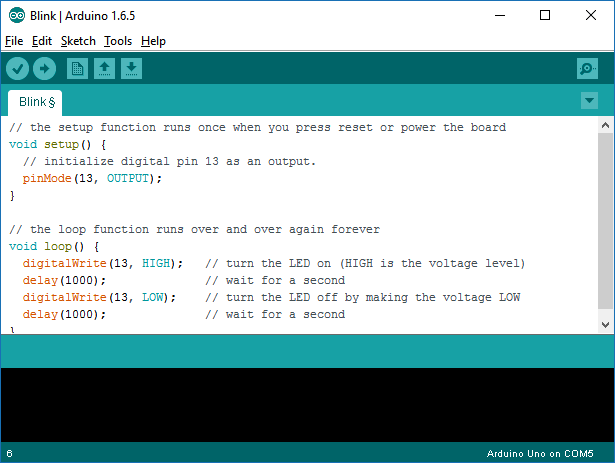 Blink | Arduino 1.6.5
File Edit Sketch Tools Help
Blink §
// the setup function runs once when you press reset or power the board
void setup() {
  // initialize digital pin 13 as an output.
  pinMode(13, OUTPUT);
}
// the loop function runs over and over again forever
void loop() {
  digitalWrite(13, HIGH);   // turn the LED on (HIGH is the voltage level)
  delay(1000);              // wait for a second
  digitalWrite(13, LOW);    // turn the LED off by making the voltage LOW
  delay(1000);              // wait for a second
}
6 Arduino Uno on COM5